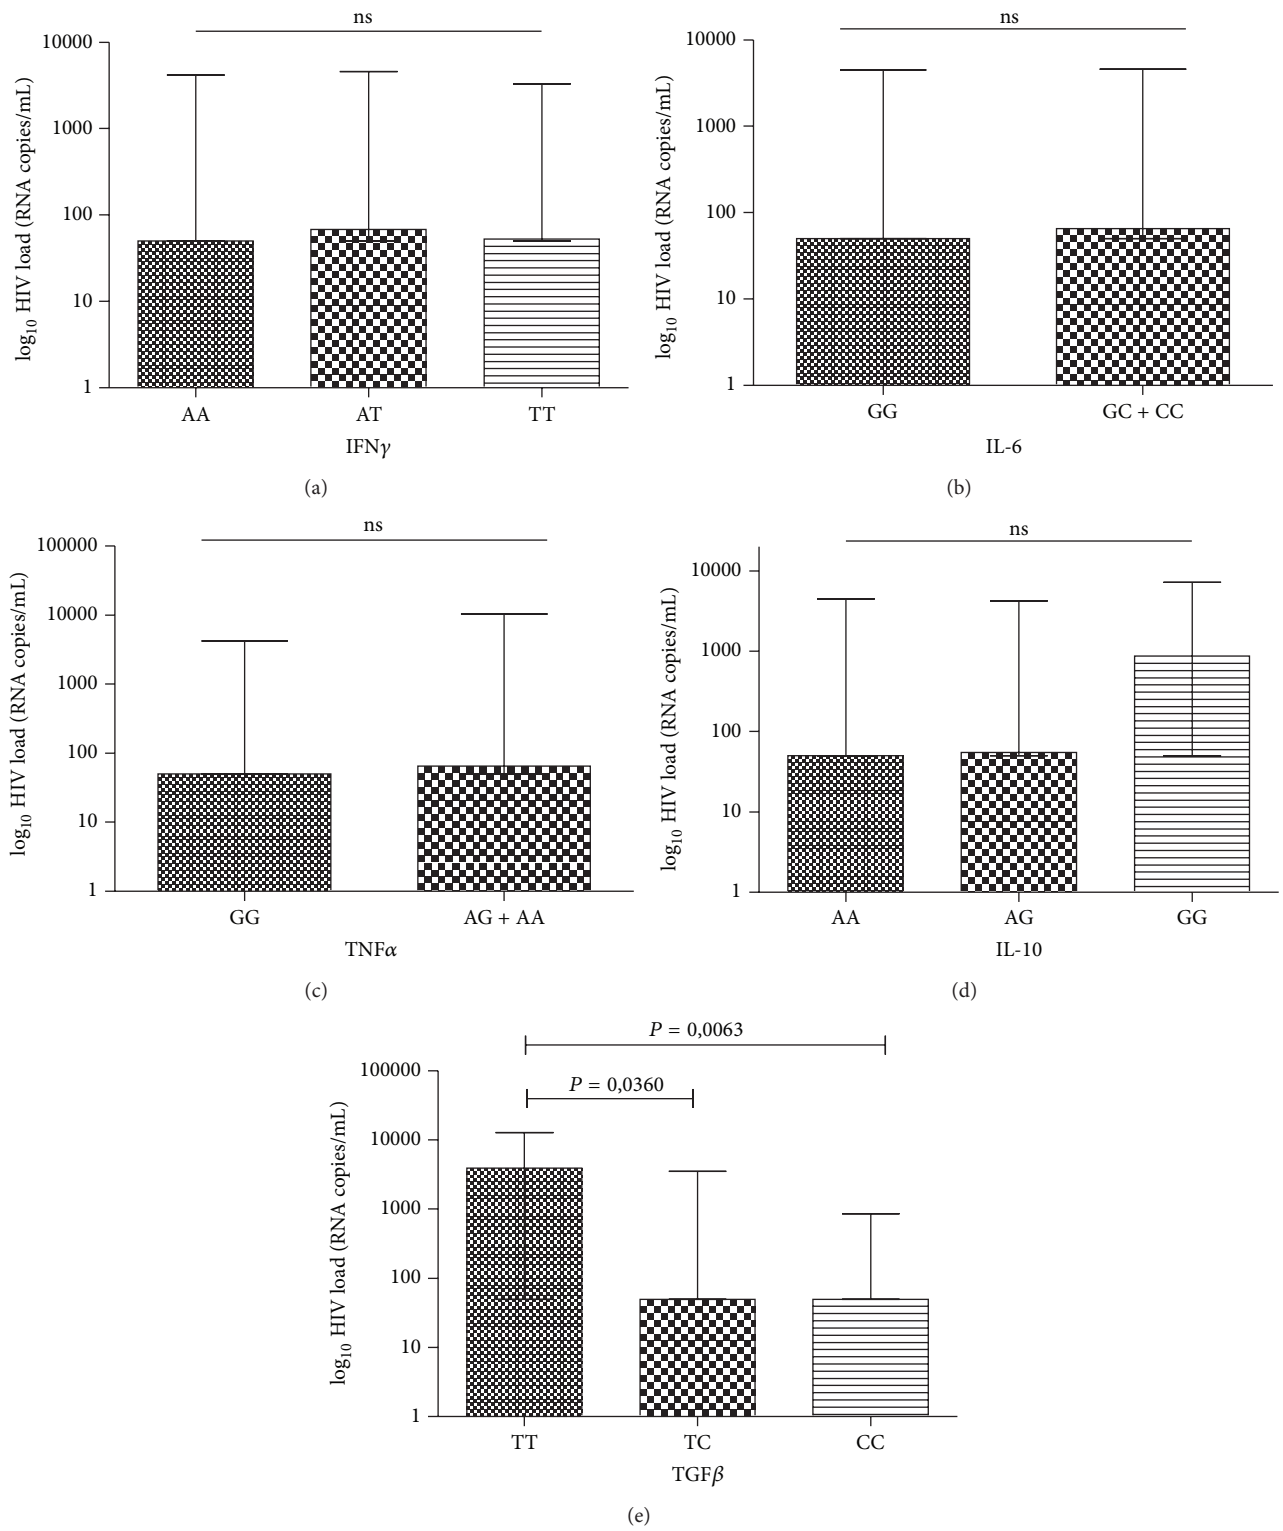 ns
log10 HIV load (RNA copies/mL)
10000
1000
100
10
1
AA AT TT
IFNγ
(a)
ns
log10 HIV load (RNA copies/mL)
10000
1000
100
10
1
GG GC + CC
IL-6
(b)
ns
log10 HIV load (RNA copies/mL)
100000
10000
1000
100
10
1
GG AG + AA
TNFα
(c)
ns
log10 HIV load (RNA copies/mL)
10000
1000
100
10
1
AA AG GG
IL-10
(d)
P = 0,0063
P = 0,0360
log10 HIV load (RNA copies/mL)
100000
10000
1000
100
10
1
TT TC CC
TGFβ
(e)